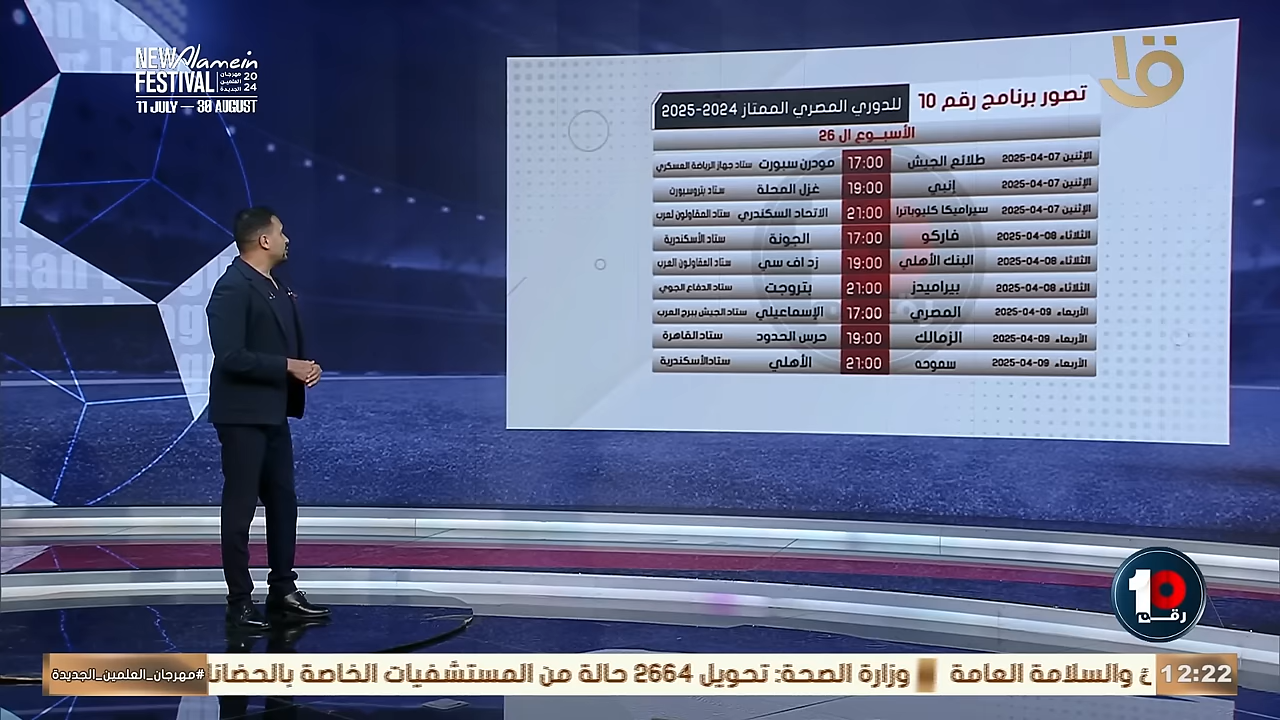 NEW Alamein
FESTIVAL مهرجان العلمين الجديدة 2024
11 JULY — 30 AUGUST
تصور برنامج رقم 10 للدوري المصري الممتاز 2024-2025
الأسبوع ال 26
الإثنين 07-04-2025 طلائع الجيش 17:00 مودرن سبورت ستاد جهاز الرياضة العسكري
الإثنين 07-04-2025 إنبي 19:00 غزل المحلة ستاد بتروسبورت
الإثنين 07-04-2025 سيراميكا كليوباترا 21:00 الاتحاد السكندري ستاد المقاولون لعرب
الثلاثاء 08-04-2025 فاركو 17:00 الجونة ستاد الأسكندرية
الثلاثاء 08-04-2025 البنك الأهلي 19:00 زد اف سي ستاد المقاولون العرب
الثلاثاء 08-04-2025 بيراميدز 21:00 بتروجت ستاد الدفاع الجوي
الأربعاء 09-04-2025 المصري 17:00 الإسماعيلي ستاد الجيش ببرج العرب
الأربعاء 09-04-2025 الزمالك 19:00 حرس الحدود ستاد القاهرة
الأربعاء 09-04-2025 سموحه 21:00 الأهلي ستاد الأسكندرية
10
رقم
12:22 ع والسلامة العامة وزارة الصحة: تحويل 2664 حالة من المستشفيات الخاصة بالحضانا #مهرجان_العلمين_الجديدة